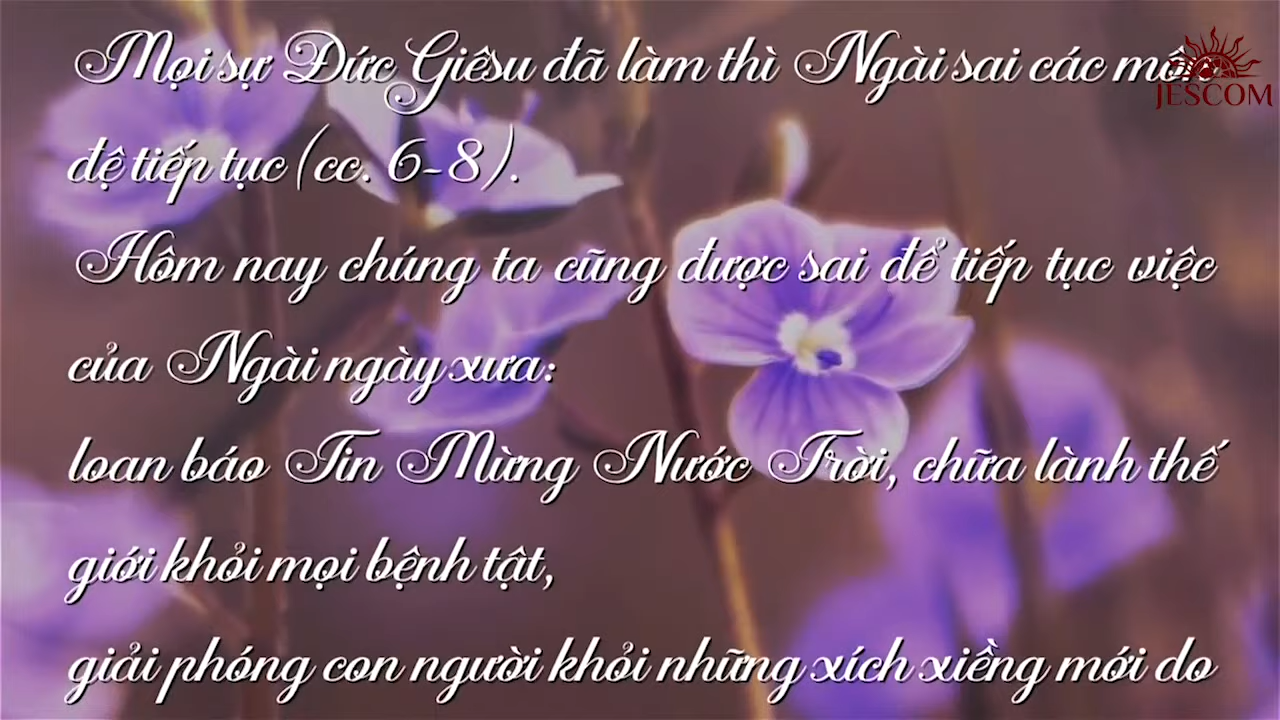 Mọi sự Đức Giêsu đã làm thì Ngài sai các môn
đệ tiếp tục (cc. 6-8).
Hôm nay chúng ta cũng được sai để tiếp tục việc
của Ngài ngày xưa:
loan báo Tin Mừng Nước Trời, chữa lành thế
giới khỏi mọi bệnh tật,
giải phóng con người khỏi những xích xiềng mới do
JESCOM